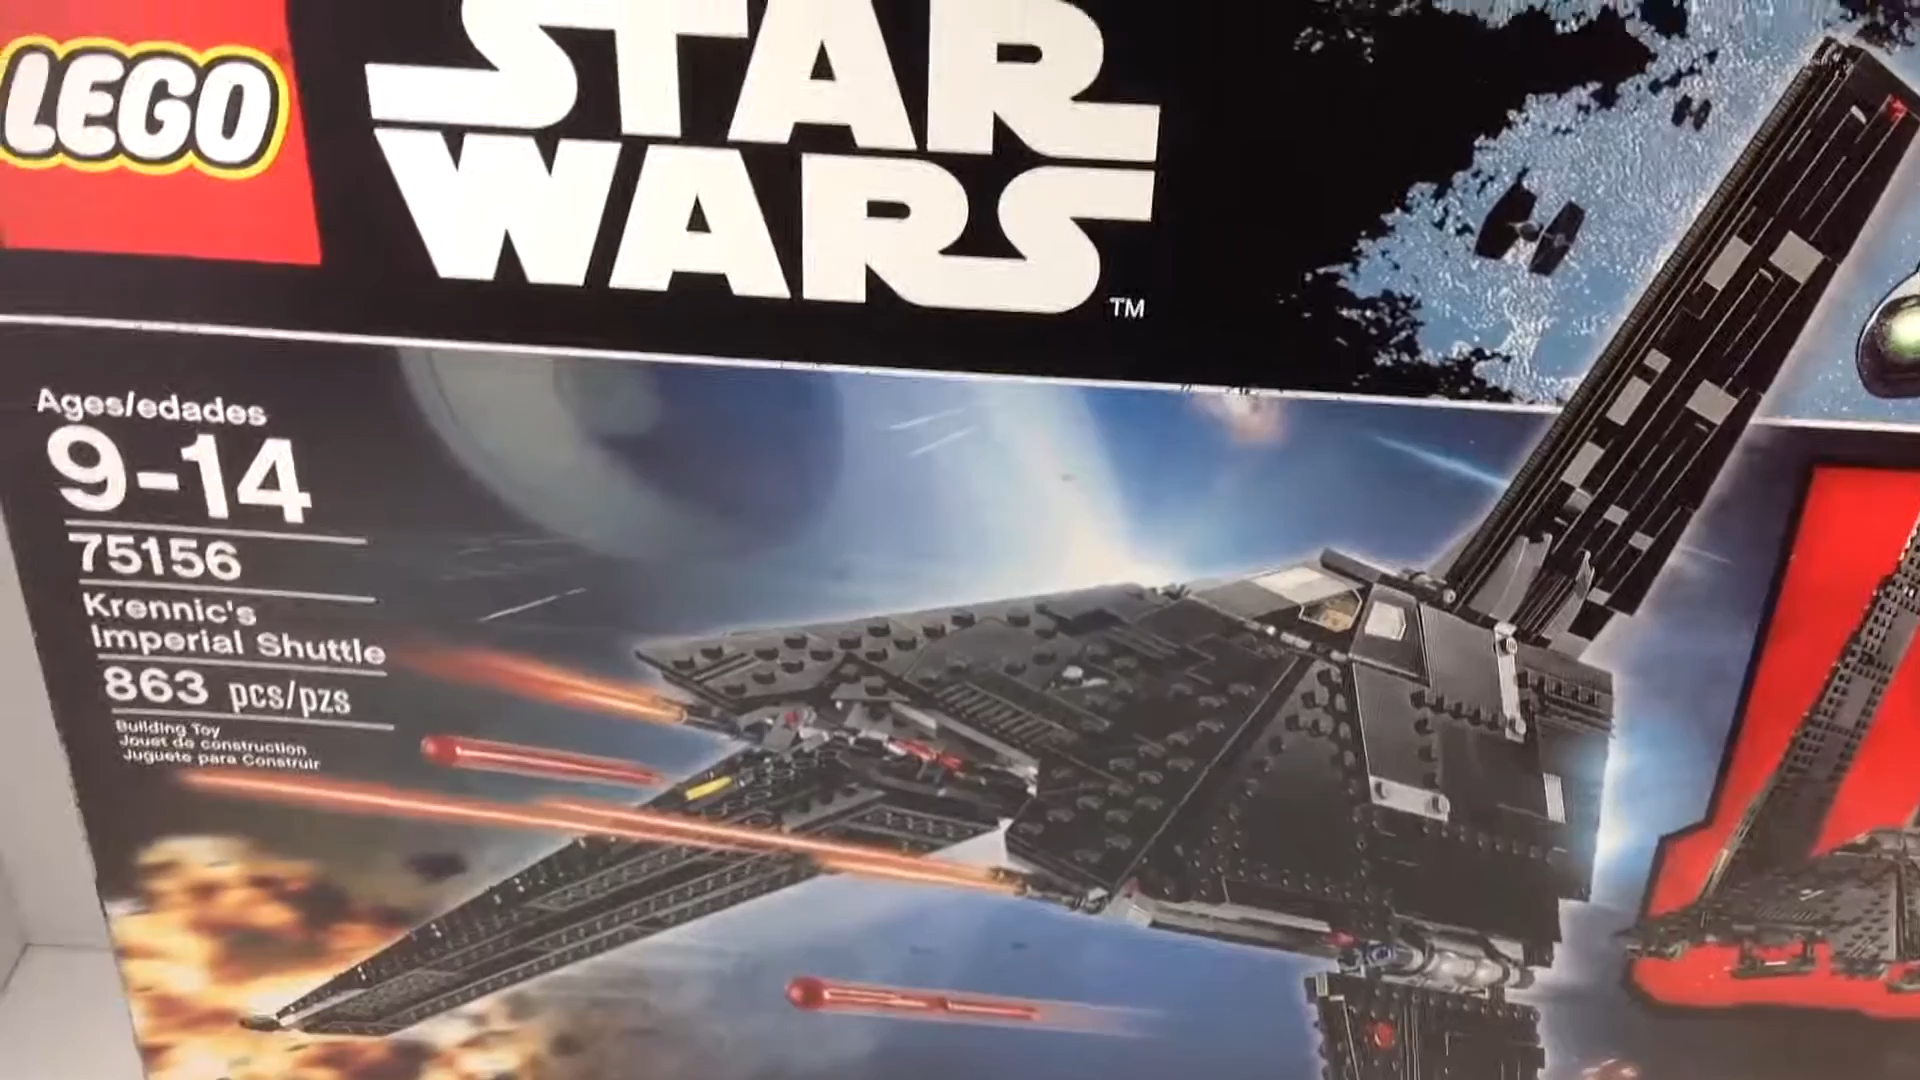 LEGO
STAR
WARS
TM
Ages/edades
9-14
75156
Krennic's
Imperial Shuttle
863 pcs/pzs
Building Toy
Jouet de construction
Juguete para Construir